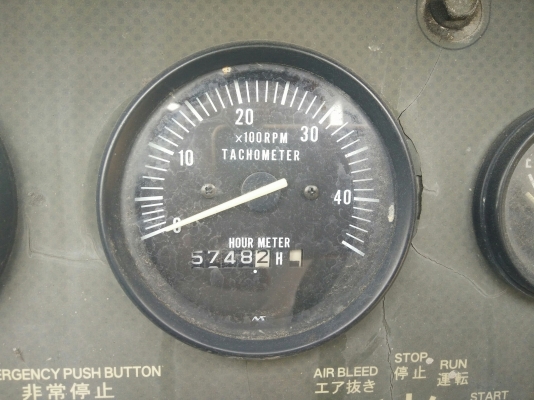 20
×100RPM
30
10
TACHOMETER
40
0
HOUR METER
57482 H
EMERGENCY PUSH BUTTON
非常停止
AIR BLEED
エア抜き
STOP
停止
RUN
運転
START